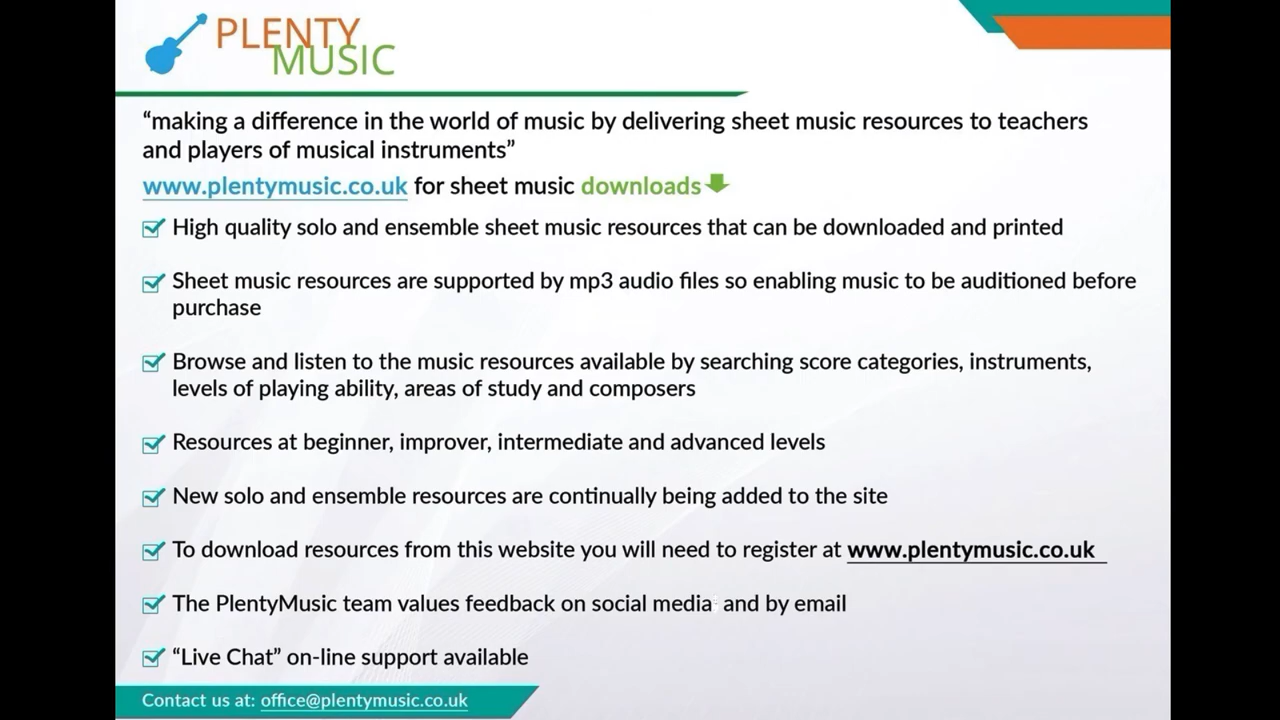 PLENTY
MUSIC
“making a difference in the world of music by delivering sheet music resources to teachers
and players of musical instruments”
www.plentymusic.co.uk for sheet music downloads
High quality solo and ensemble sheet music resources that can be downloaded and printed
Sheet music resources are supported by mp3 audio files so enabling music to be auditioned before
purchase
Browse and listen to the music resources available by searching score categories, instruments,
levels of playing ability, areas of study and composers
Resources at beginner, improver, intermediate and advanced levels
New solo and ensemble resources are continually being added to the site
To download resources from this website you will need to register at www.plentymusic.co.uk
The PlentyMusic team values feedback on social media and by email
“Live Chat” on-line support available
Contact us at: office@plentymusic.co.uk